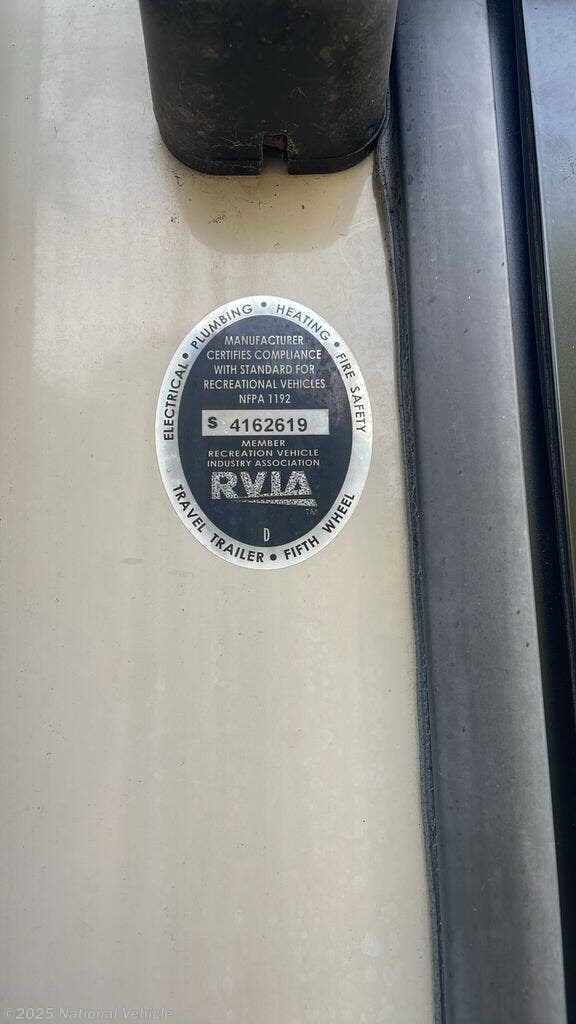 ELECTRICAL • PLUMBING • HEATING • FIRE SAFETY
MANUFACTURER
CERTIFIES COMPLIANCE
WITH STANDARD FOR
RECREATIONAL VEHICLES
NFPA 1192
S 4162619
MEMBER
RECREATION VEHICLE
INDUSTRY ASSOCIATION
RVIA
TM
D
TRAVEL TRAILER • FIFTH WHEEL
©2025 National Vehicle